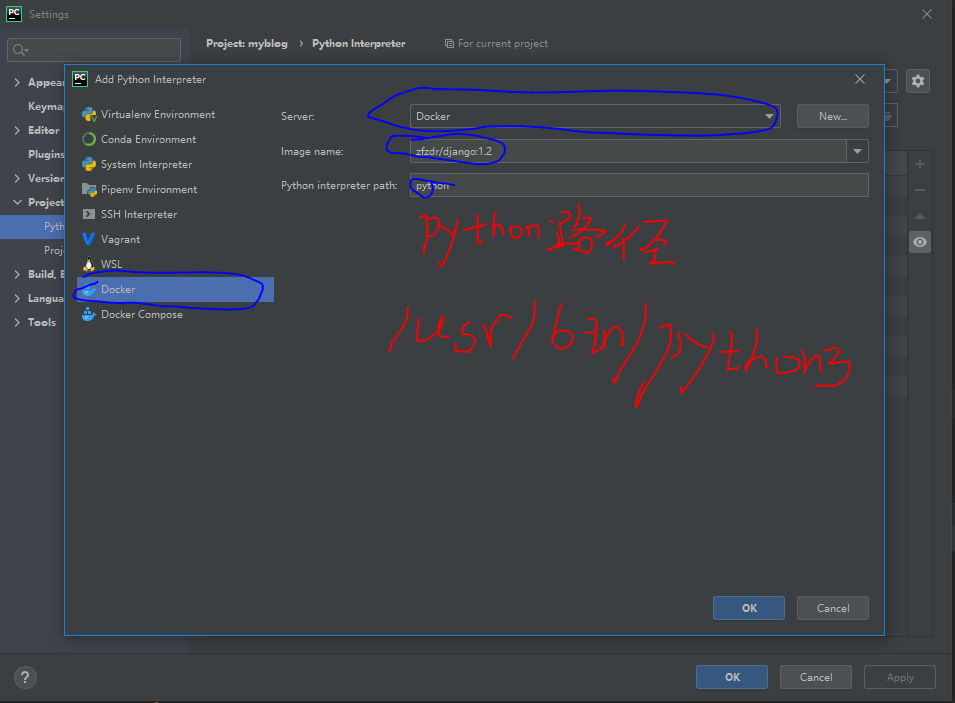 PC Settings
Project: myblog › Python Interpreter For current project
PC Add Python Interpreter
Appea
Keyma
Editor
Plugins
Version
Project
Pyth
Proj
Build, E
Langua
Tools
Virtualenv Environment
Conda Environment
System Interpreter
Pipenv Environment
SSH Interpreter
Vagrant
WSL
Docker
Docker Compose
Server: Docker New...
Image name: zfzdr/django:1.2
Python interpreter path: python
Python路径
/usr/bin/python3
OK Cancel
? OK Cancel Apply